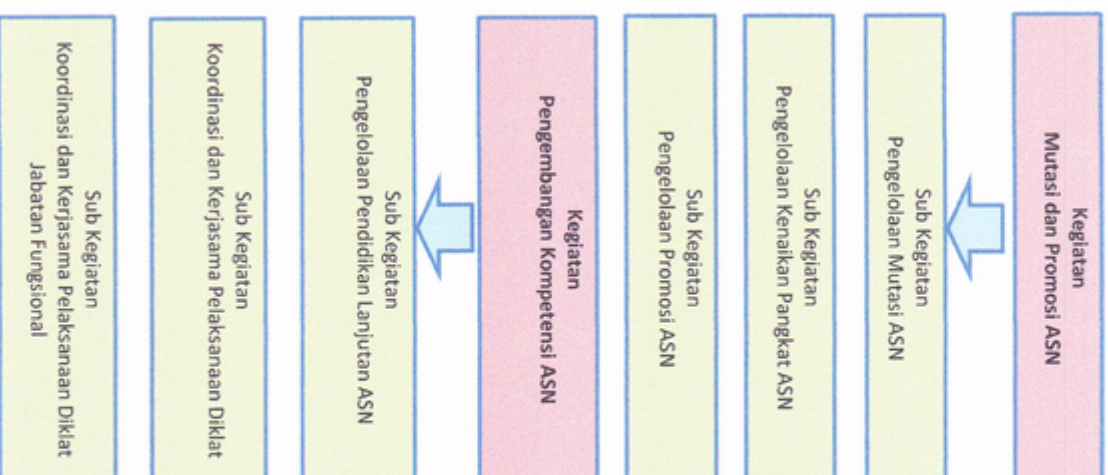 Kegiatan
Mutasi dan Promosi ASN
Sub Kegiatan
Pengelolaan Mutasi ASN
Sub Kegiatan
Pengelolaan Kenaikan Pangkat ASN
Sub Kegiatan
Pengelolaan Promosi ASN
Kegiatan
Pengembangan Kompetensi ASN
Sub Kegiatan
Pengelolaan Pendidikan Lanjutan ASN
Sub Kegiatan
Koordinasi dan Kerjasama Pelaksanaan Diklat
Sub Kegiatan
Koordinasi dan Kerjasama Pelaksanaan Diklat
Jabatan Fungsional